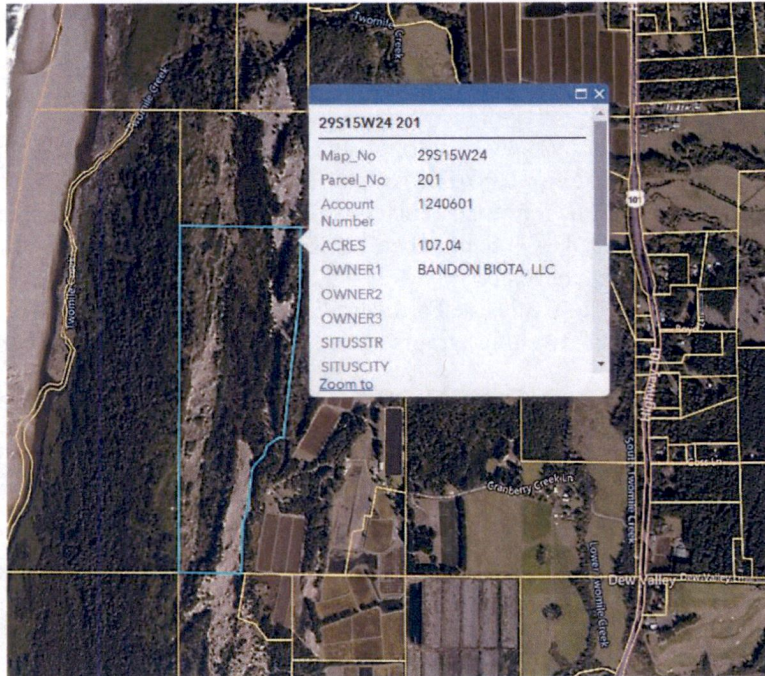 Twomile Creek
Twomile Creek
29S15W24 201
Map_No 29S15W24
Parcel_No 201
Account Number 1240601
ACRES 107.04
OWNER1 BANDON BIOTA, LLC
OWNER2
OWNER3
SITUSSTR
SITUSCITY
Zoom to
101
Twomile Creek
Cranberry Creek Ln
South Twomile Creek
Lower Twomile Creek
Dew Valley
Dew Valley Ln